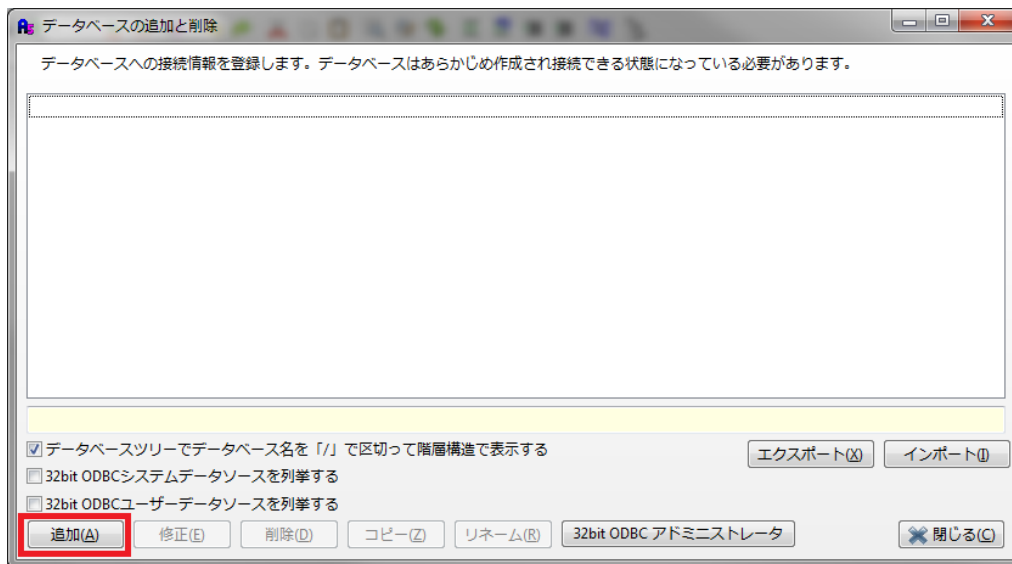 データベースの追加と削除
データベースへの接続情報を登録します。データベースはあらかじめ作成され接続できる状態になっている必要があります。
データベースツリーでデータベース名を「/」で区切って階層構造で表示する
エクスポート(X) インポート(I)
32bit ODBCシステムデータソースを列挙する
32bit ODBCユーザーデータソースを列挙する
追加(A) 修正(E) 削除(D) コピー(Z) リネーム(R) 32bit ODBC アドミニストレータ 閉じる(C)